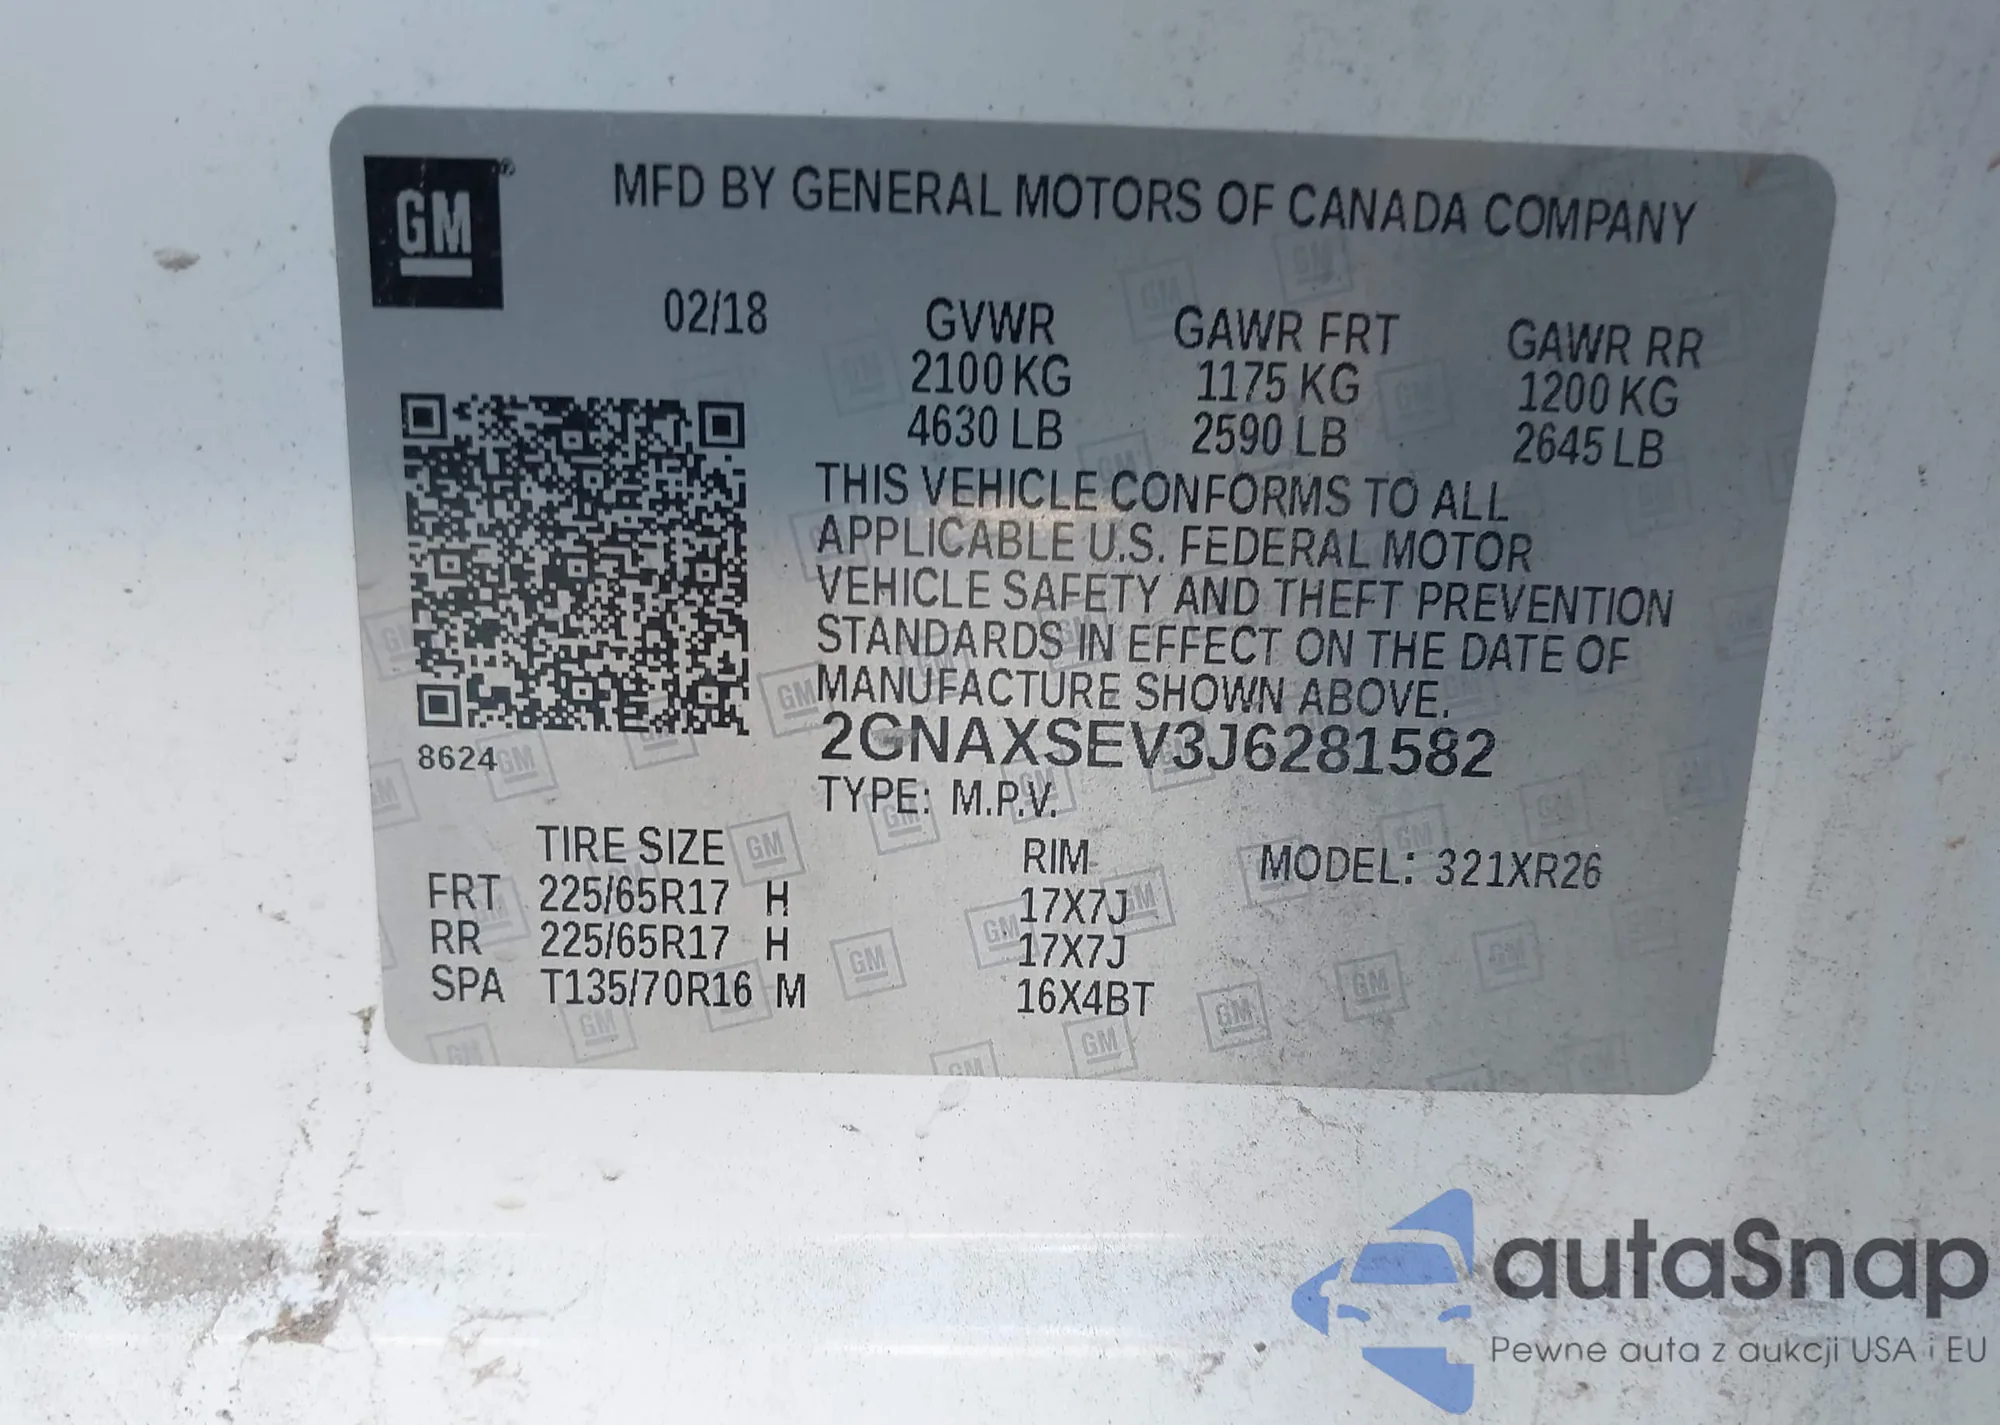 GM
MFD BY GENERAL MOTORS OF CANADA COMPANY
02/18 GVWR GAWR FRT GAWR RR
2100 KG 1175 KG 1200 KG
4630 LB 2590 LB 2645 LB
THIS VEHICLE CONFORMS TO ALL
APPLICABLE U.S. FEDERAL MOTOR
VEHICLE SAFETY AND THEFT PREVENTION
STANDARDS IN EFFECT ON THE DATE OF
MANUFACTURE SHOWN ABOVE.
2GNAXSEV3J6281582
8624
TYPE: M.P.V.
TIRE SIZE RIM MODEL: 321XR26
FRT 225/65R17 H 17X7J
RR 225/65R17 H 17X7J
SPA T135/70R16 M 16X4BT
autaSnap
Pewne auta z aukcji USA i EU